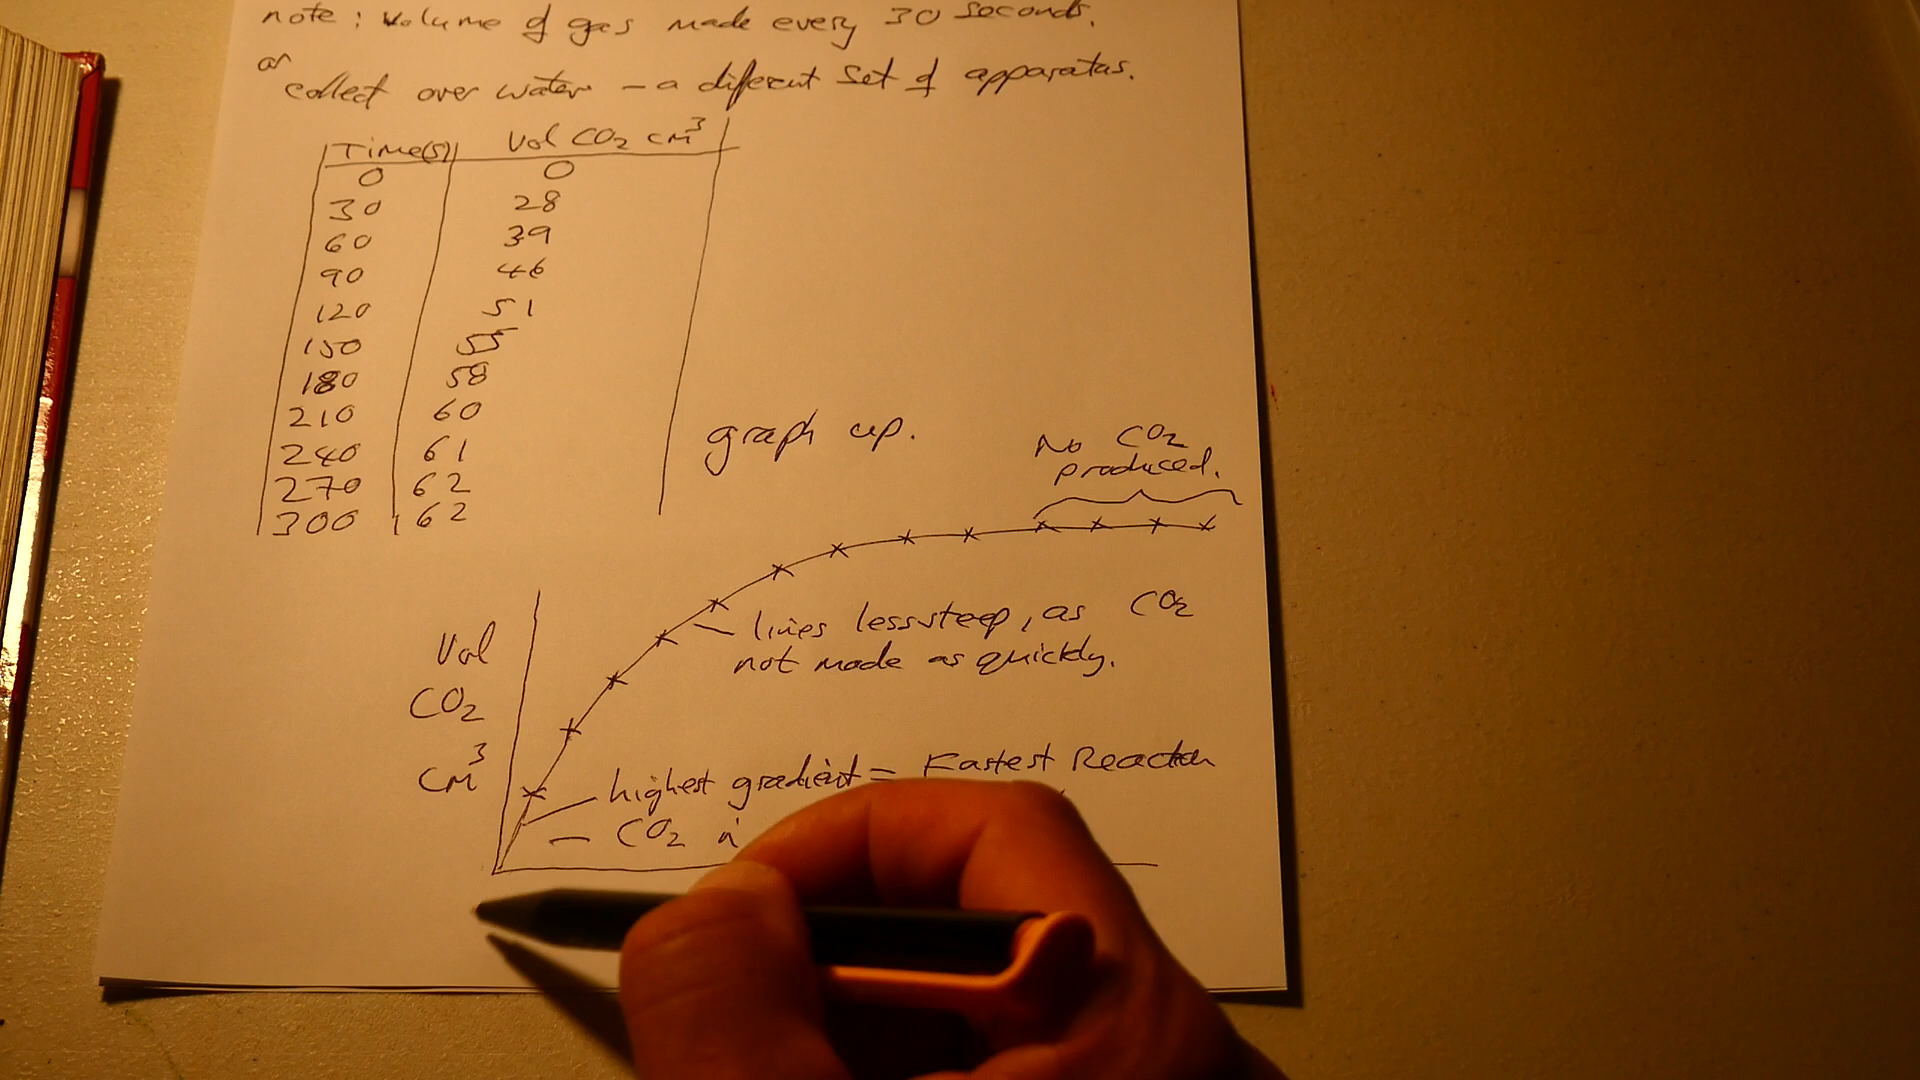 note: Volume of gas made every 30 seconds.
or
collect over water - a different set of apparatus.
Time(s) Vol CO2 cm3
0 0
30 28
60 39
90 46
120 51
150 55
180 58
210 60
240 61
270 62
300 62
graph up.
No CO2
produced.
Vol
CO2
cm3
lines less steep, as CO2
not made as quickly.
highest gradient = Fastest Reaction
- CO2